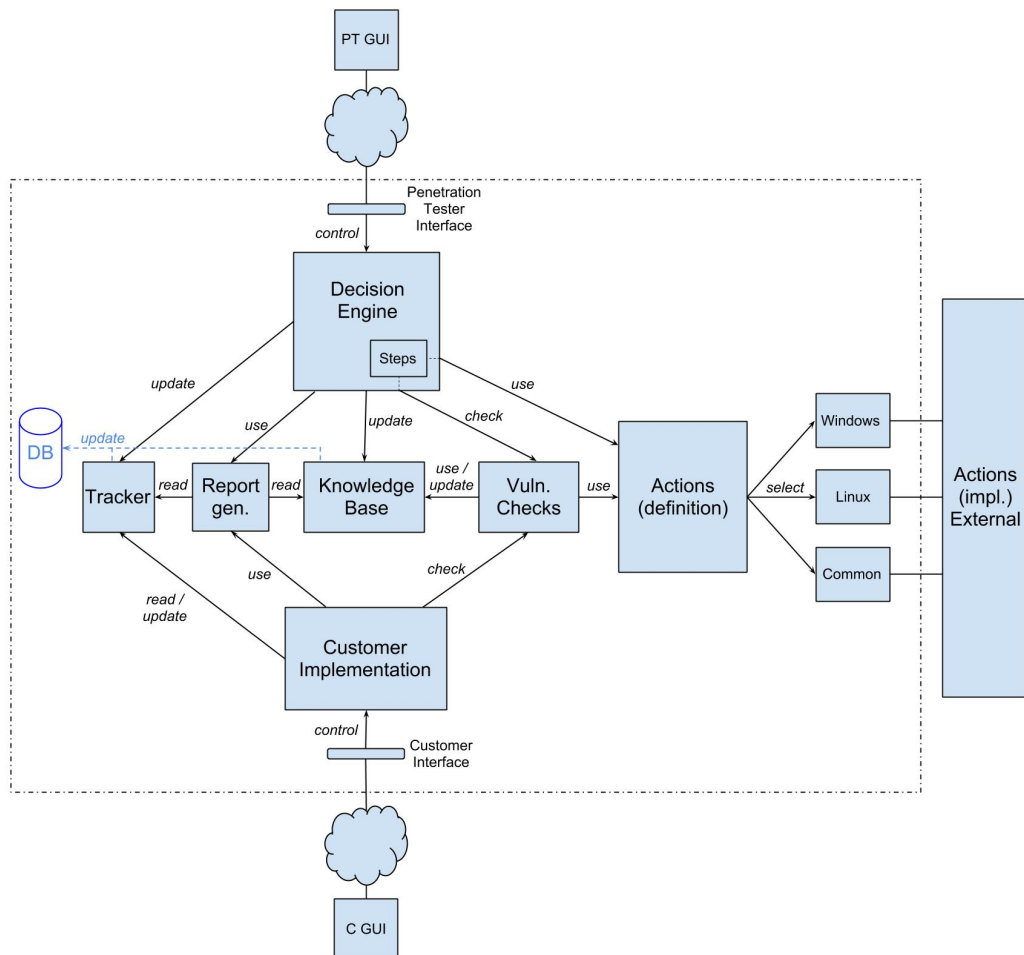 PT GUI
Penetration
Tester
Interface
control
Decision
Engine
Steps
update
use
update
check
use
DB
update
Tracker
read
Report
gen.
read
Knowledge
Base
use /
update
Vuln.
Checks
use
Actions
(definition)
select
Windows
Linux
Common
Actions
(impl.)
External
read /
update
use
check
Customer
Implementation
control
Customer
Interface
C GUI